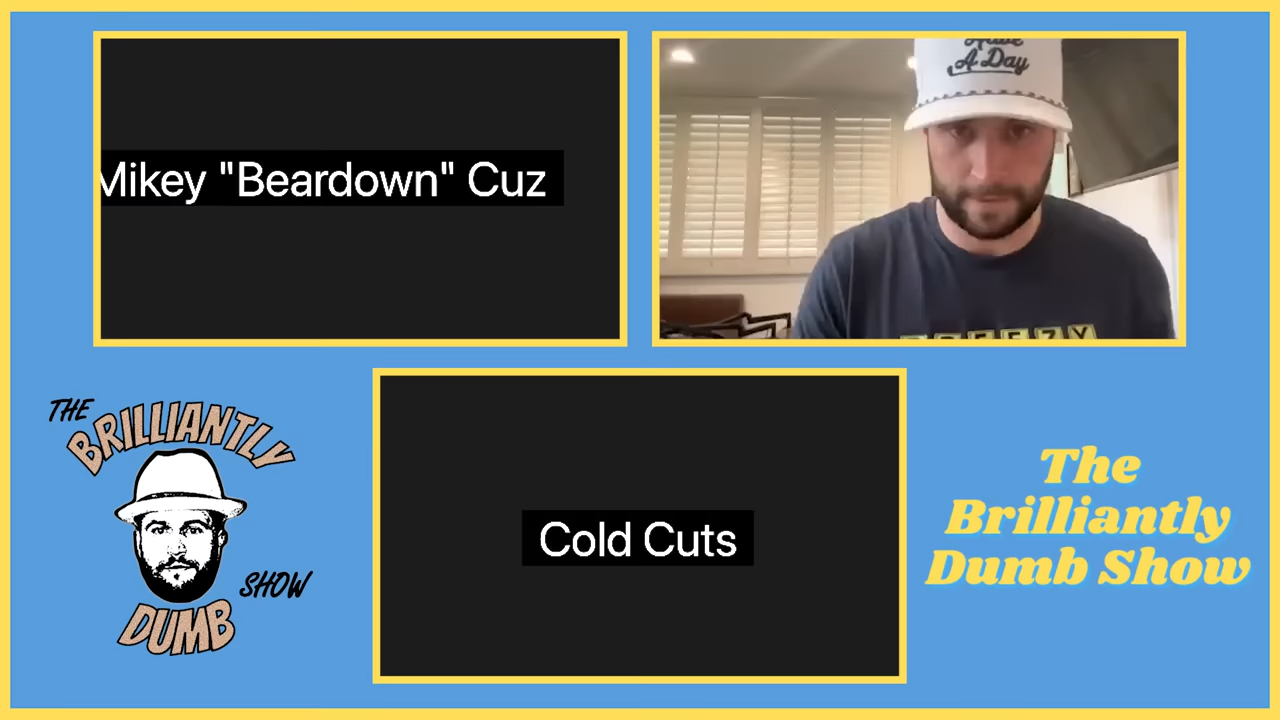 Mikey "Beardown" Cuz
A Day
Cold Cuts
THE
BRILLIANTLY
DUMB
SHOW
The
Brilliantly
Dumb Show